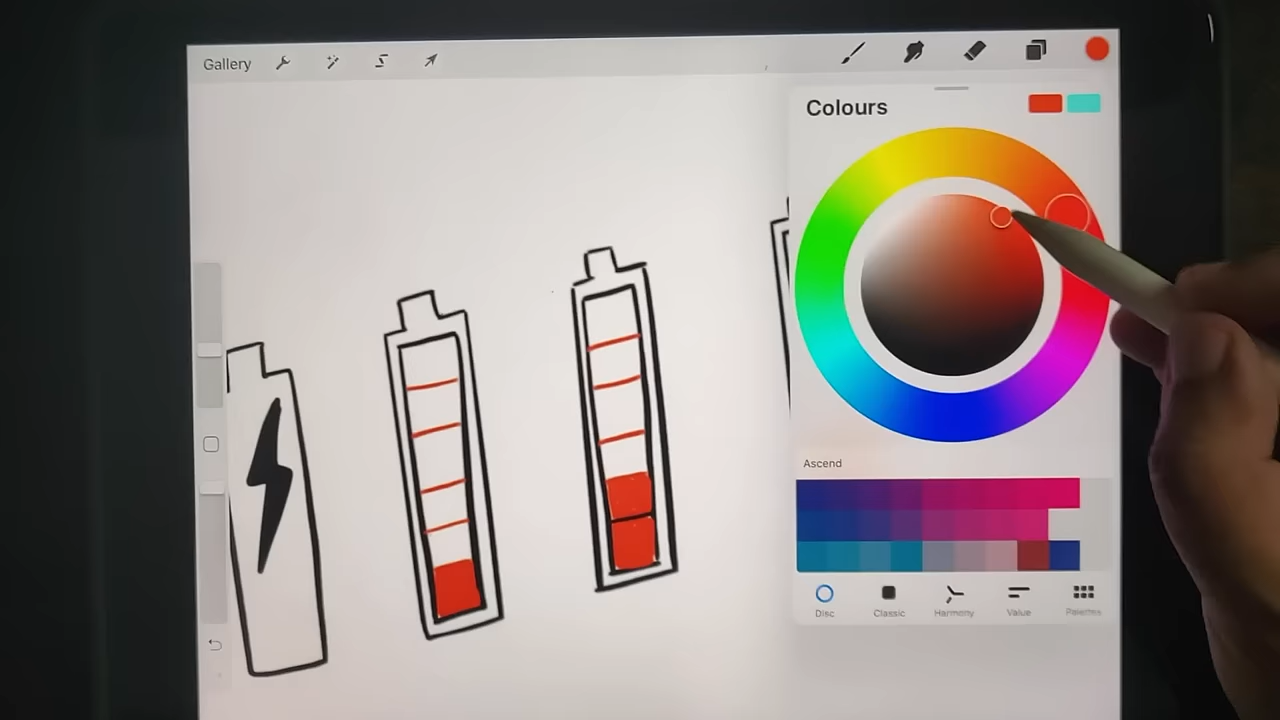 Gallery
Colours
Ascend
Disc
Classic
Harmony
Value
Palettes